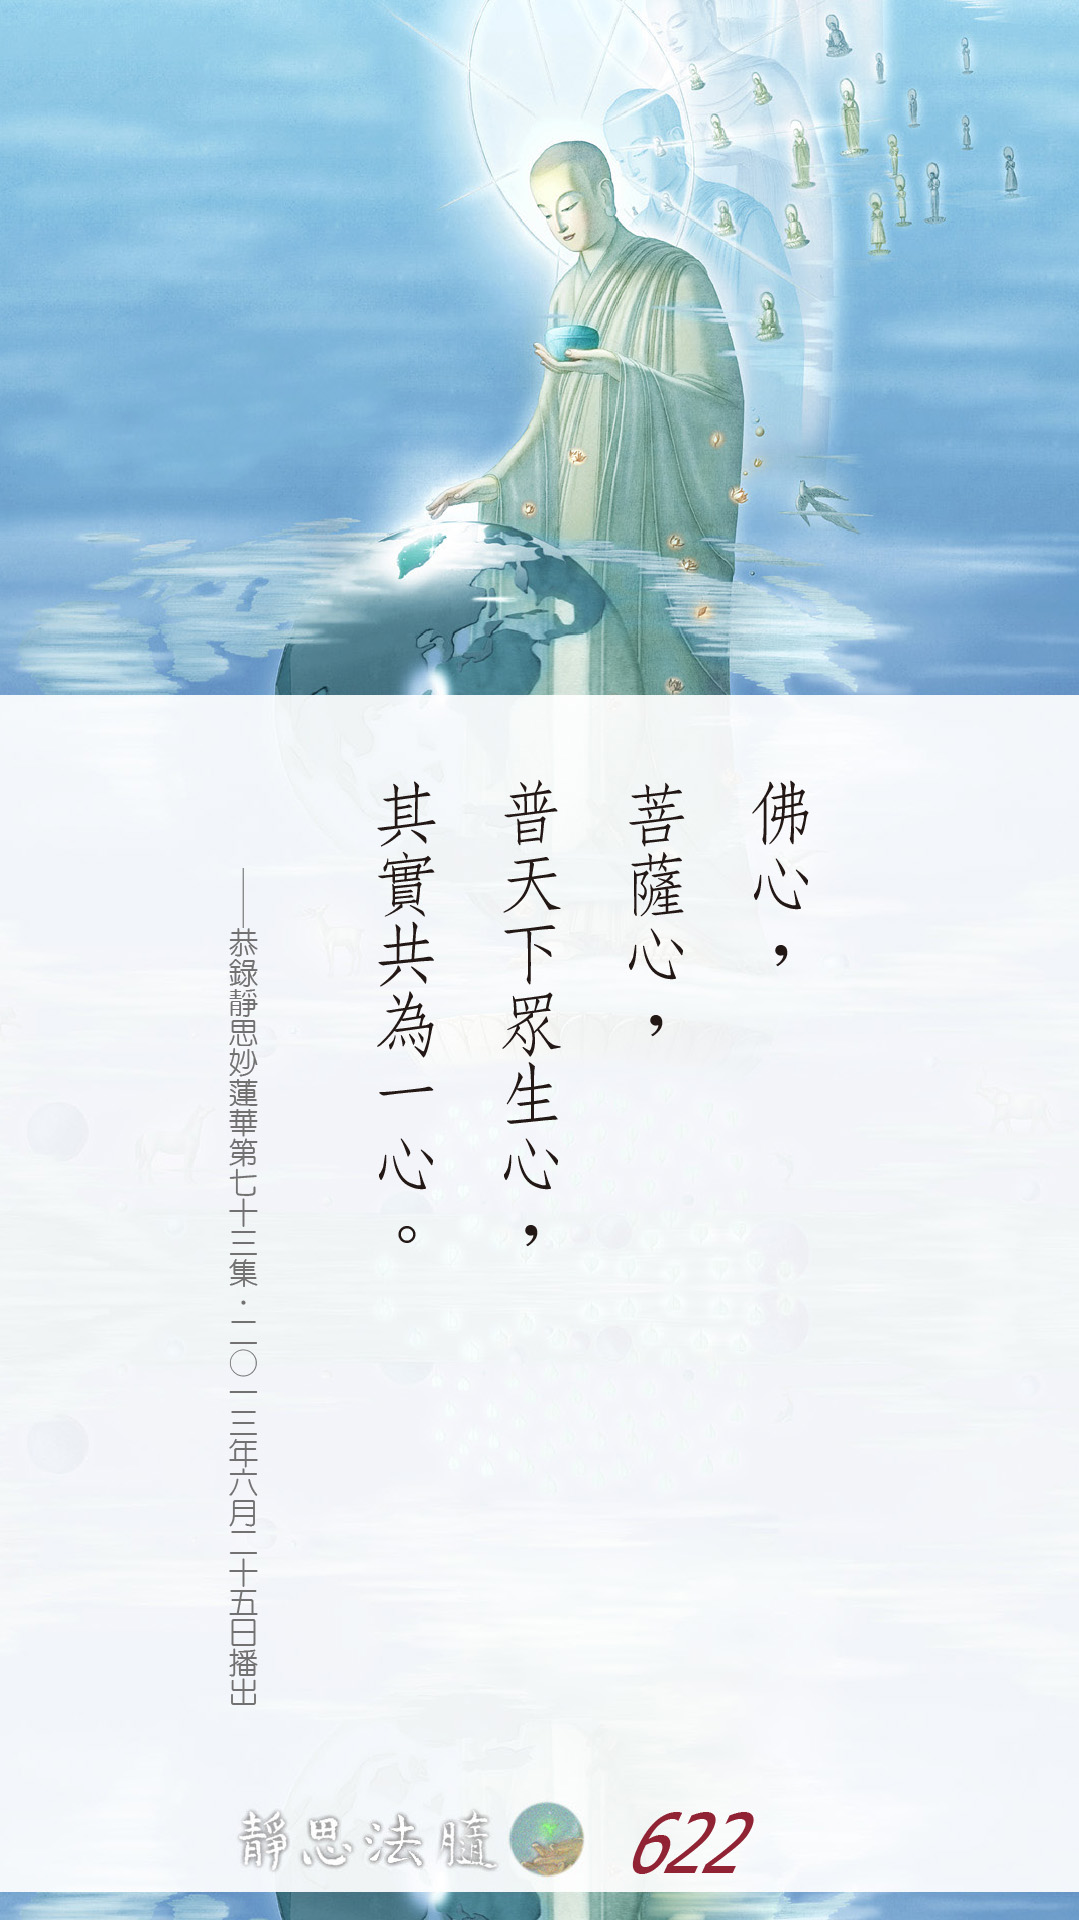 佛心，
菩薩心，
普天下眾生心，
其實共為一心。
——恭錄靜思妙蓮華第七十三集．二〇一三年六月二十五日播出
靜思法髓
622